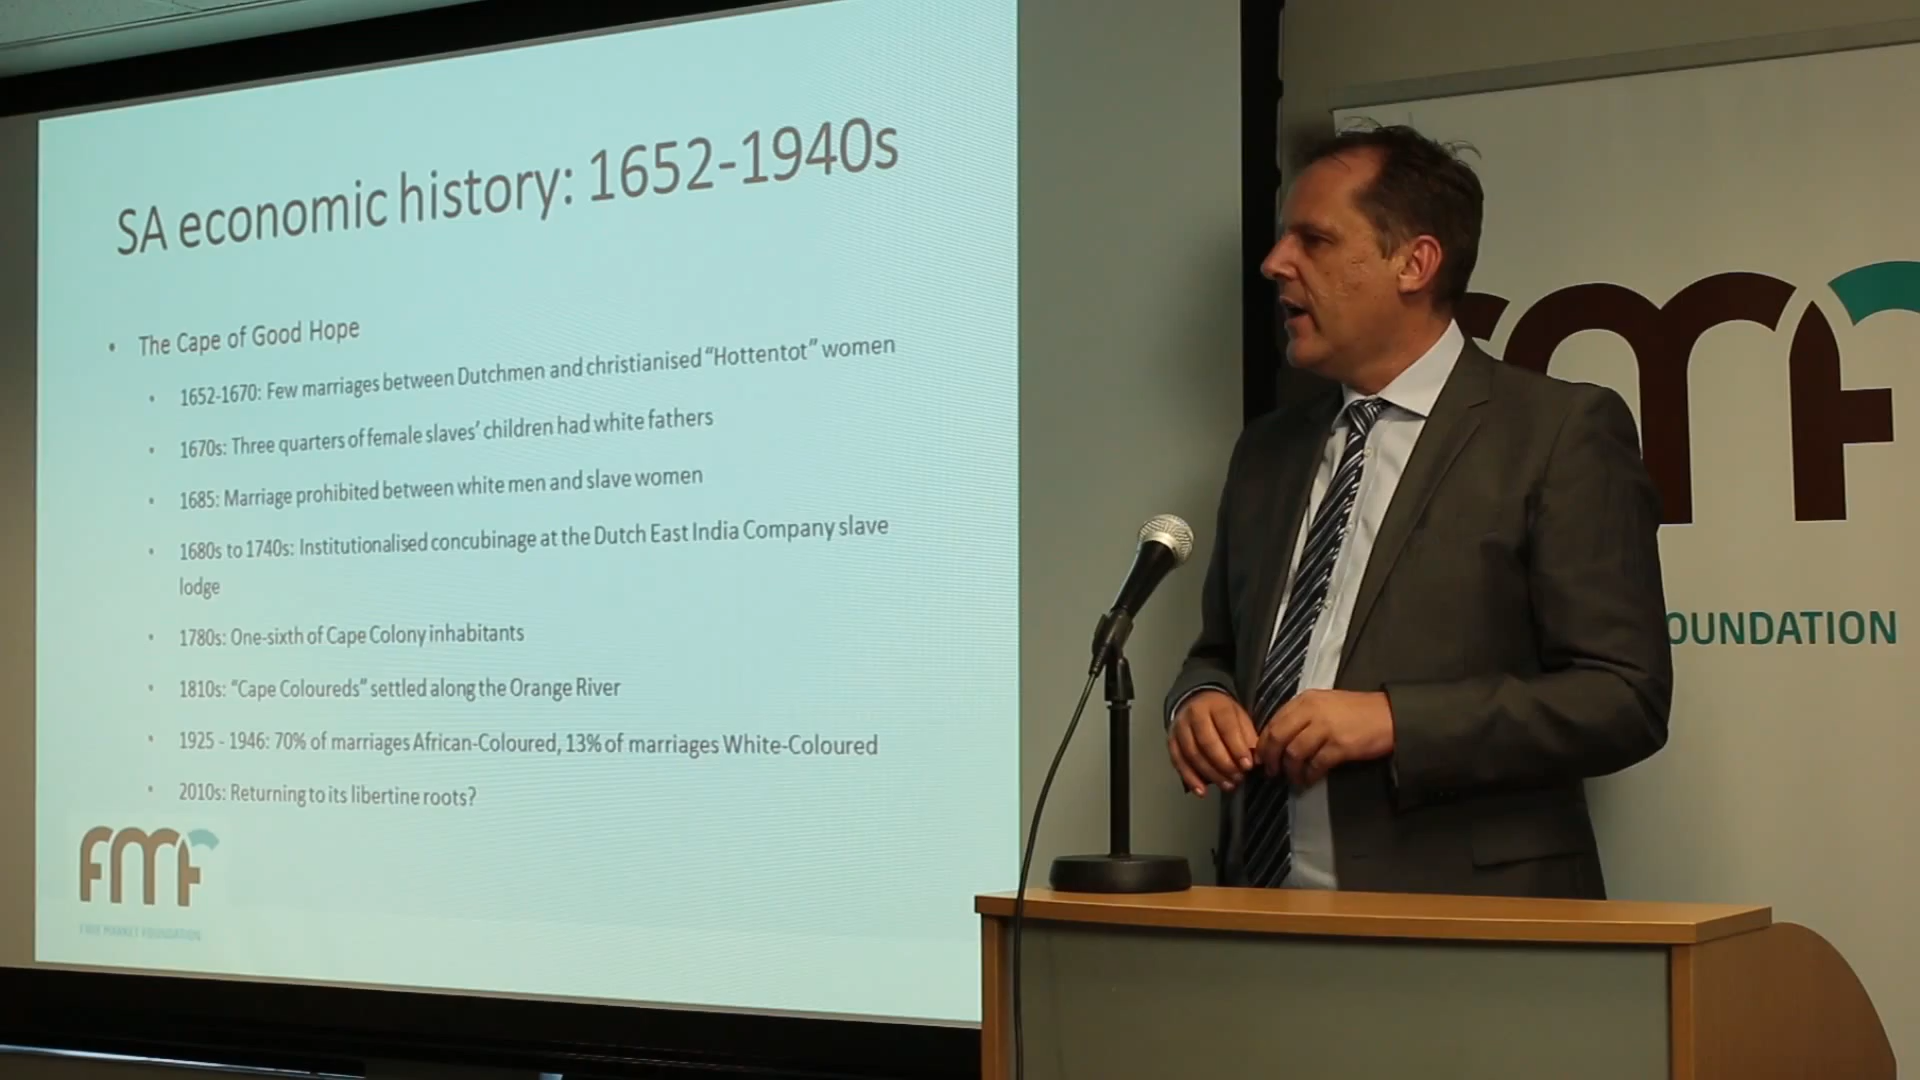 SA economic history: 1652-1940s
• The Cape of Good Hope
• 1652-1670: Few marriages between Dutchmen and christianised “Hottentot” women
• 1670s: Three quarters of female slaves’ children had white fathers
• 1685: Marriage prohibited between white men and slave women
• 1680s to 1740s: Institutionalised concubinage at the Dutch East India Company slave
lodge
• 1780s: One-sixth of Cape Colony inhabitants
• 1810s: “Cape Coloureds” settled along the Orange River
• 1925 - 1946: 70% of marriages African-Coloured, 13% of marriages White-Coloured
• 2010s: Returning to its libertine roots?
FMF
FREE MARKET FOUNDATION
FMF
OUNDATION